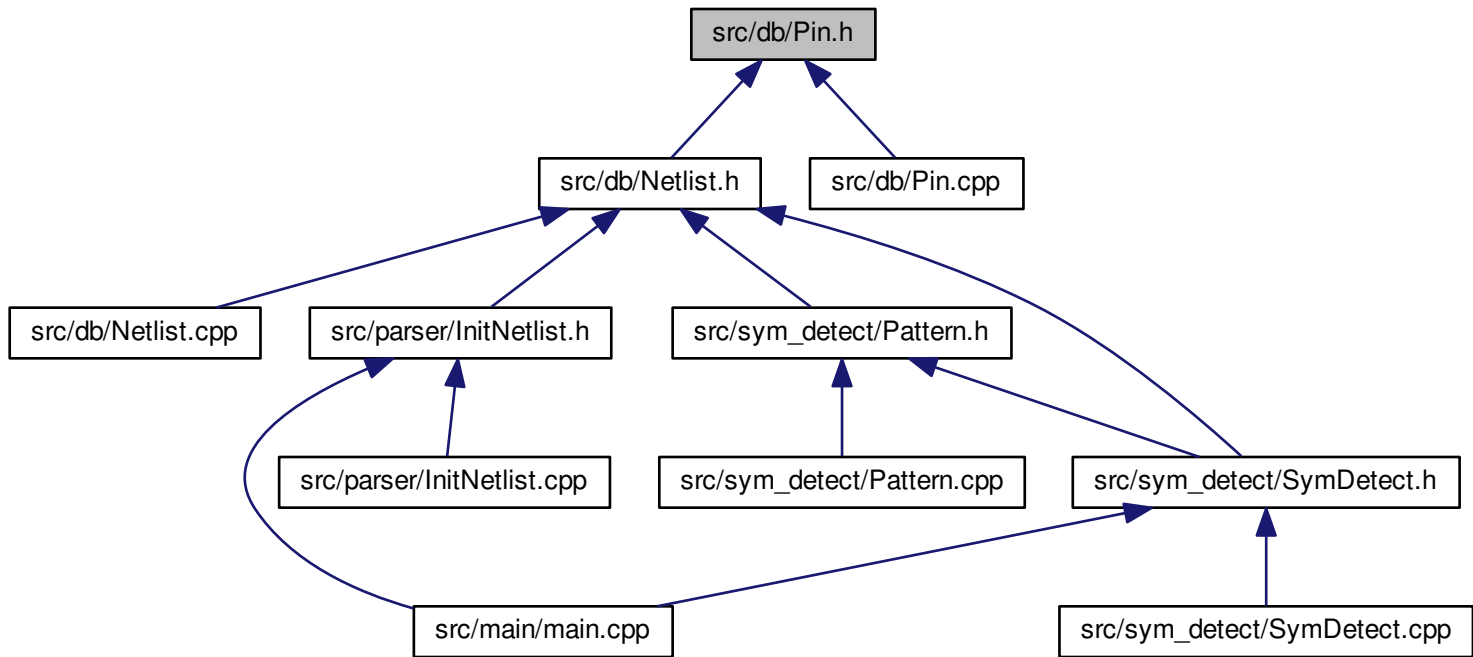 src/db/Pin.h
src/db/Netlist.h
src/db/Pin.cpp
src/db/Netlist.cpp
src/parser/InitNetlist.h
src/sym_detect/Pattern.h
src/parser/InitNetlist.cpp
src/sym_detect/Pattern.cpp
src/sym_detect/SymDetect.h
src/main/main.cpp
src/sym_detect/SymDetect.cpp